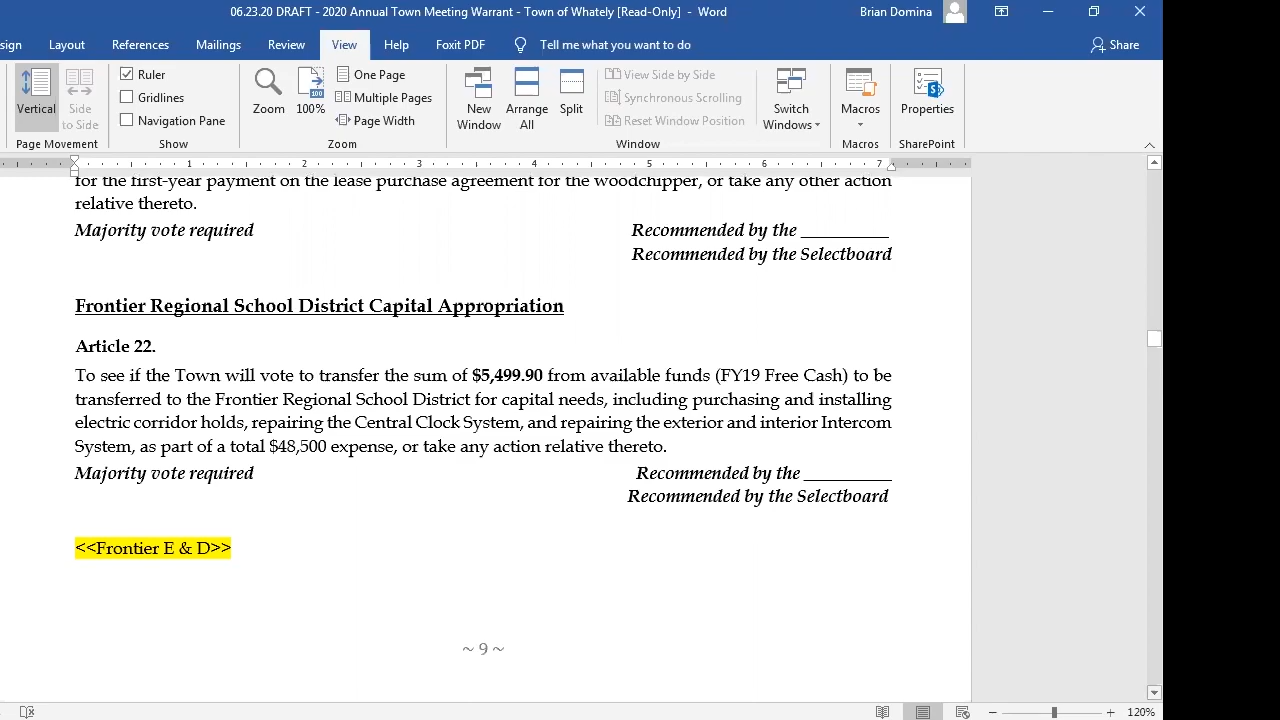 06.23.20 DRAFT - 2020 Annual Town Meeting Warrant - Town of Whately [Read-Only] - Word
Brian Domina
sign Layout References Mailings Review View Help Foxit PDF Tell me what you want to do Share
Vertical
Side to Side
Page Movement
Ruler
Gridlines
Navigation Pane
Show
Zoom
100%
One Page
Multiple Pages
Page Width
Zoom
New Window
Arrange All
Split
View Side by Side
Synchronous Scrolling
Reset Window Position
Window
Switch Windows
Macros
Macros
Properties
SharePoint
1 2 3 4 5 6 7
for the first-year payment on the lease purchase agreement for the woodchipper, or take any other action
relative thereto.
Majority vote required Recommended by the _________
Recommended by the Selectboard
Frontier Regional School District Capital Appropriation
Article 22.
To see if the Town will vote to transfer the sum of $5,499.90 from available funds (FY19 Free Cash) to be
transferred to the Frontier Regional School District for capital needs, including purchasing and installing
electric corridor holds, repairing the Central Clock System, and repairing the exterior and interior Intercom
System, as part of a total $48,500 expense, or take any action relative thereto.
Majority vote required Recommended by the _________
Recommended by the Selectboard
<<Frontier E & D>>
~ 9 ~
120%